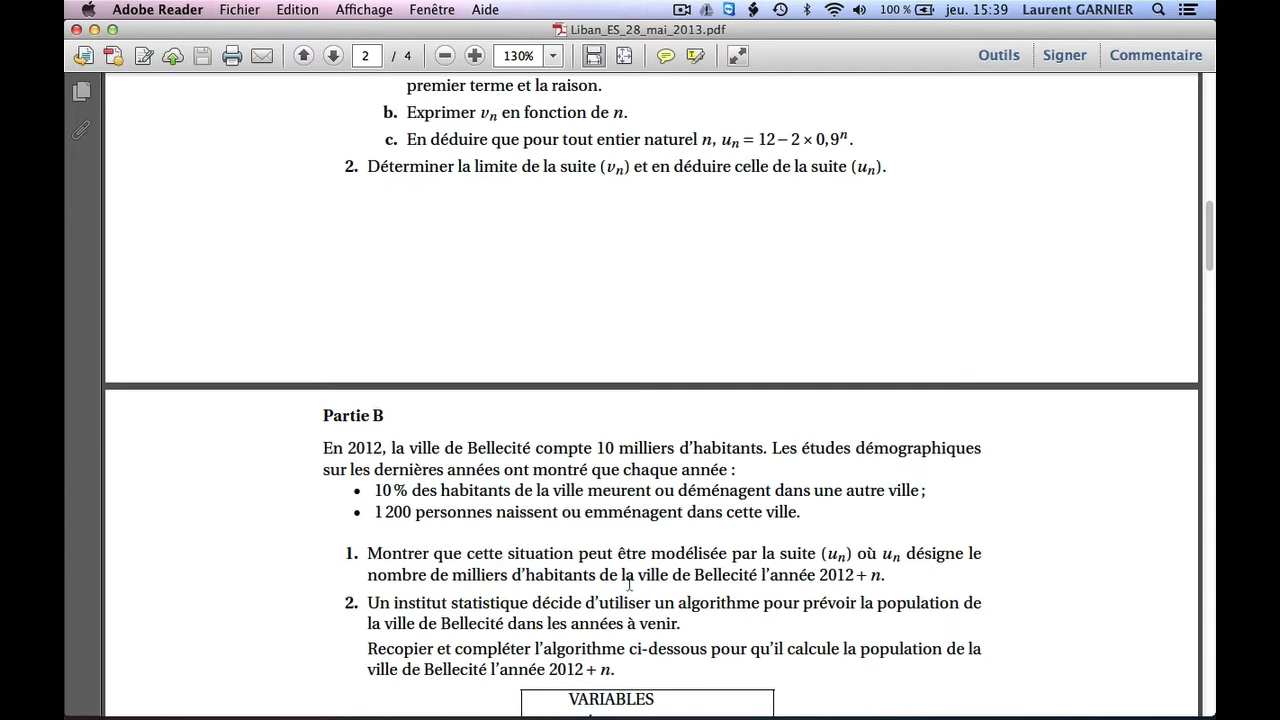 Adobe Reader Fichier Edition Affichage Fenêtre Aide 100 % jeu. 15:39 Laurent GARNIER
Liban_ES_28_mai_2013.pdf
2 / 4 130% Outils Signer Commentaire
premier terme et la raison.
b. Exprimer vₙ en fonction de n.
c. En déduire que pour tout entier naturel n, uₙ = 12 − 2 × 0,9ⁿ.
2. Déterminer la limite de la suite (vₙ) et en déduire celle de la suite (uₙ).
Partie B
En 2012, la ville de Bellecité compte 10 milliers d'habitants. Les études démographiques
sur les dernières années ont montré que chaque année :
• 10 % des habitants de la ville meurent ou déménagent dans une autre ville ;
• 1 200 personnes naissent ou emménagent dans cette ville.
1. Montrer que cette situation peut être modélisée par la suite (uₙ) où uₙ désigne le
nombre de milliers d'habitants de la ville de Bellecité l'année 2012 + n.
2. Un institut statistique décide d'utiliser un algorithme pour prévoir la population de
la ville de Bellecité dans les années à venir.
Recopier et compléter l'algorithme ci-dessous pour qu'il calcule la population de la
ville de Bellecité l'année 2012 + n.
VARIABLES